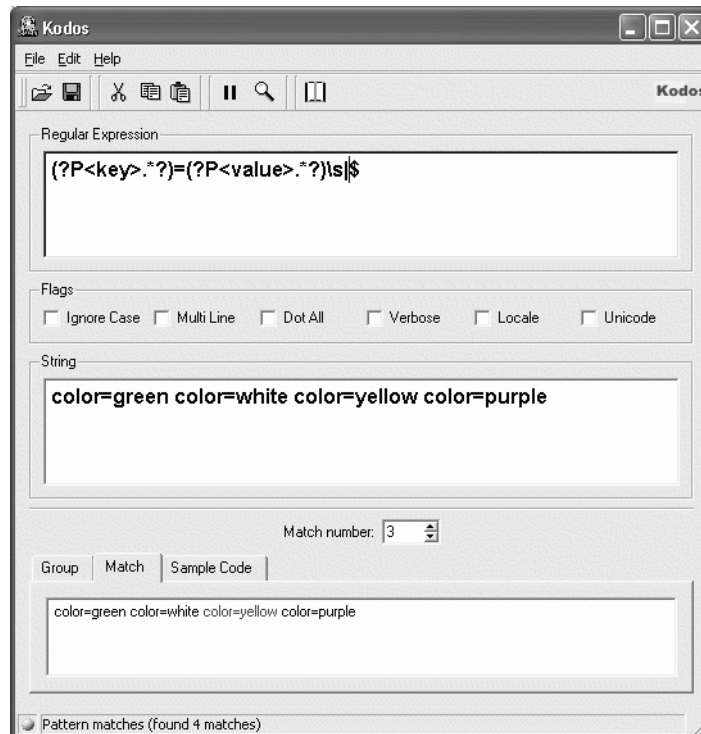 Kodos
File Edit Help
Kodos
Regular Expression
(?P<key>.*?)=(?P<value>.*?)\s|$
Flags
Ignore Case Multi Line Dot All Verbose Locale Unicode
String
color=green color=white color=yellow color=purple
Match number: 3
Group Match Sample Code
color=green color=white color=yellow color=purple
Pattern matches (found 4 matches)